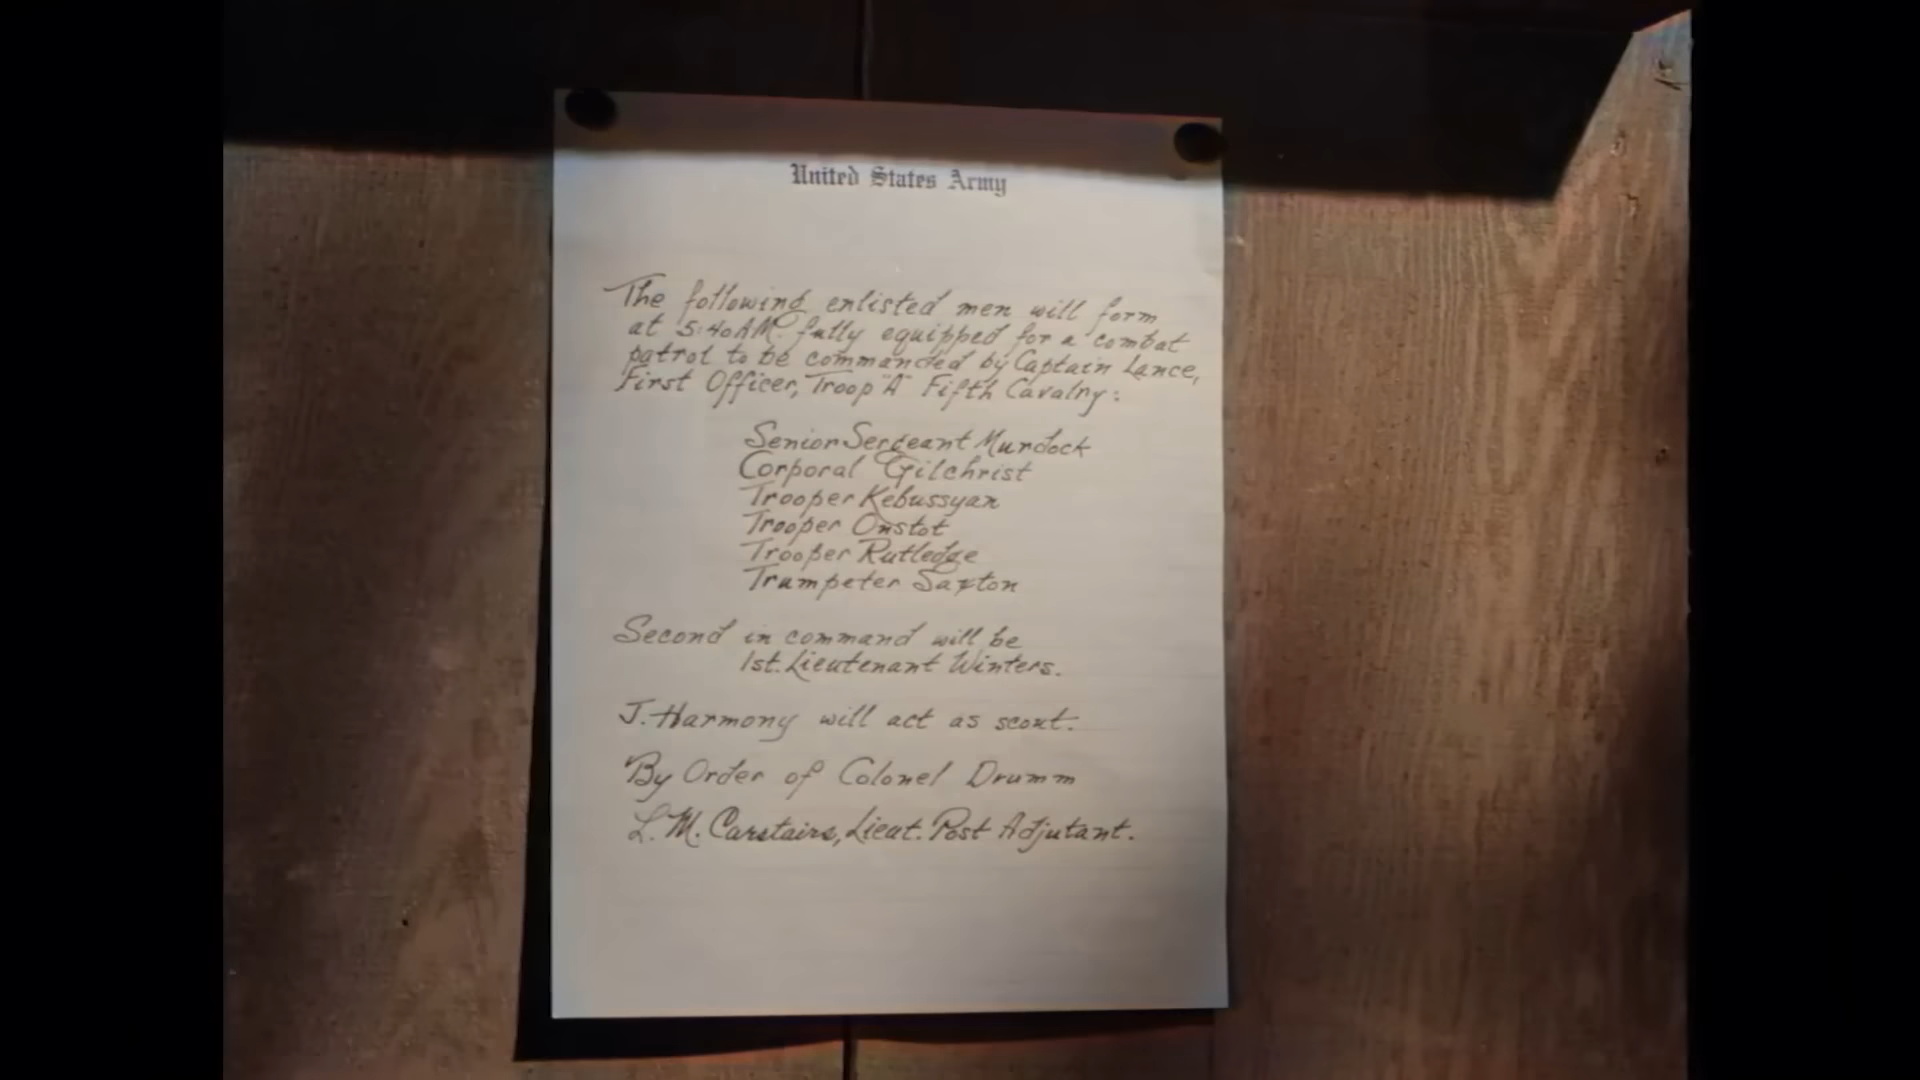 United States Army
The following enlisted men will form
at 5:40 A.M. fully equipped for a combat
patrol to be commanded by Captain Lance,
First Officer, Troop "A" Fifth Cavalry:
Senior Sergeant Murdock
Corporal Gilchrist
Trooper Kebussyan
Trooper Onstot
Trooper Rutledge
Trumpeter Saxton
Second in command will be
1st. Lieutenant Winters.
J. Harmony will act as scout.
By Order of Colonel Drumm
L. M. Carstairs, Lieut. Post Adjutant.